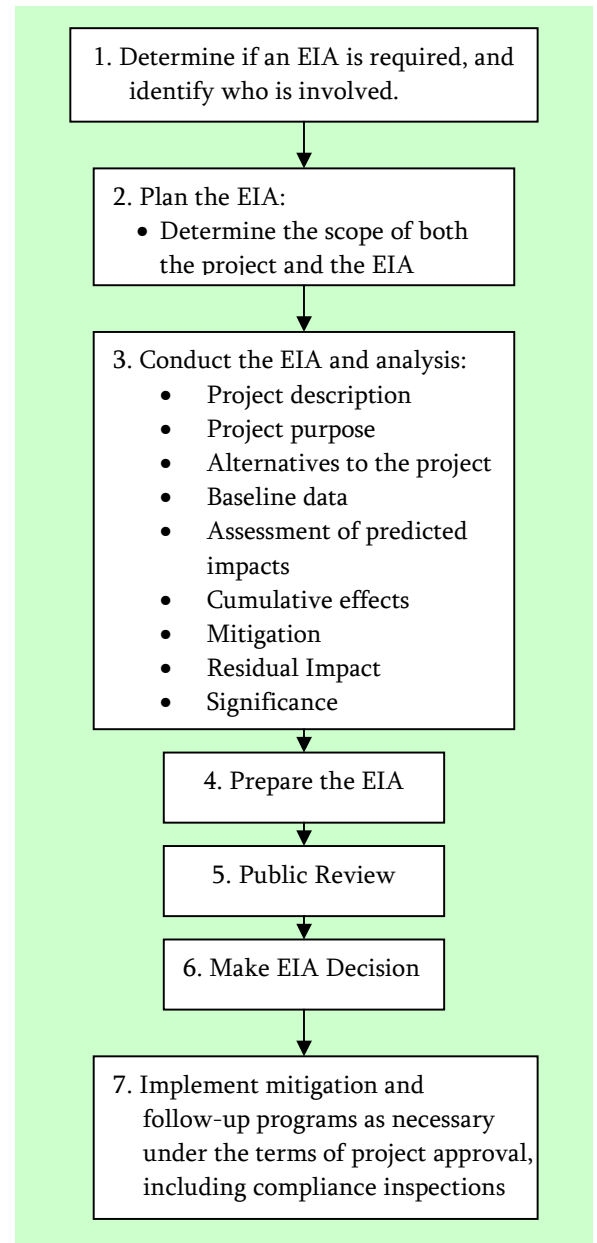 1. Determine if an EIA is required, and
identify who is involved.
2. Plan the EIA:
• Determine the scope of both
the project and the EIA
3. Conduct the EIA and analysis:
• Project description
• Project purpose
• Alternatives to the project
• Baseline data
• Assessment of predicted
impacts
• Cumulative effects
• Mitigation
• Residual Impact
• Significance
4. Prepare the EIA
5. Public Review
6. Make EIA Decision
7. Implement mitigation and
follow-up programs as necessary
under the terms of project approval,
including compliance inspections